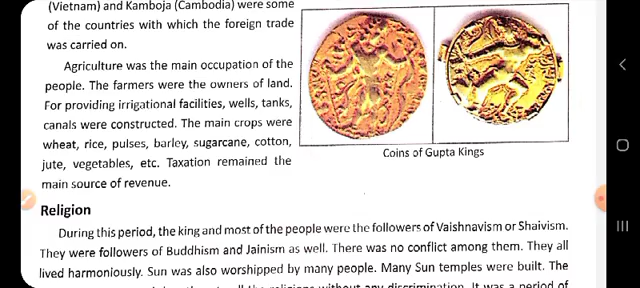 (Vietnam) and Kamboja (Cambodia) were some
of the countries with which the foreign trade
was carried on.
Agriculture was the main occupation of the
people. The farmers were the owners of land.
For providing irrigational facilities, wells, tanks,
canals were constructed. The main crops were
wheat, rice, pulses, barley, sugarcane, cotton,
jute, vegetables, etc. Taxation remained the
main source of revenue.
Coins of Gupta Kings
Religion
During this period, the king and most of the people were the followers of Vaishnavism or Shaivism.
They were followers of Buddhism and Jainism as well. There was no conflict among them. They all
lived harmoniously. Sun was also worshipped by many people. Many Sun temples were built. The
all the religions without any discrimination. It was a period of